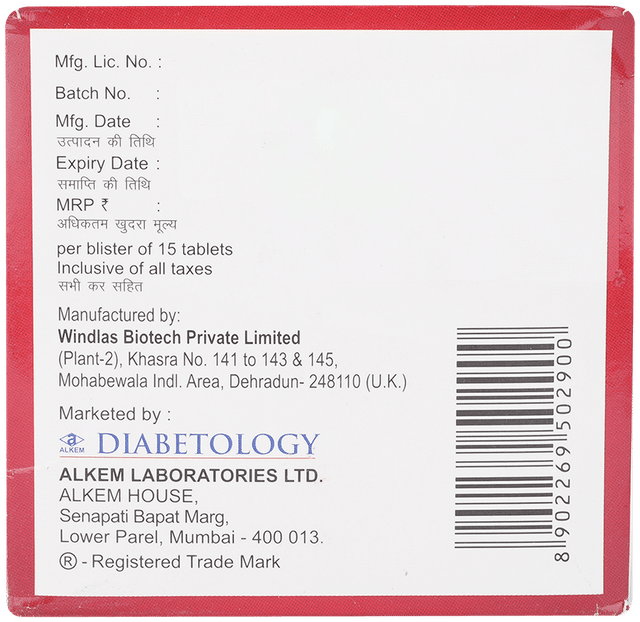 Mfg. Lic. No. :
Batch No. :
Mfg. Date :
उत्पादन की तिथि
Expiry Date :
समाप्ति की तिथि
MRP ₹ :
अधिकतम खुदरा मूल्य
per blister of 15 tablets
Inclusive of all taxes
सभी कर सहित
Manufactured by:
Windlas Biotech Private Limited
(Plant-2), Khasra No. 141 to 143 & 145,
Mohabewala Indl. Area, Dehradun- 248110 (U.K.)
Marketed by :
a
ALKEM
DIABETOLOGY
ALKEM LABORATORIES LTD.
ALKEM HOUSE,
Senapati Bapat Marg,
Lower Parel, Mumbai - 400 013.
® - Registered Trade Mark
8 902269 502900